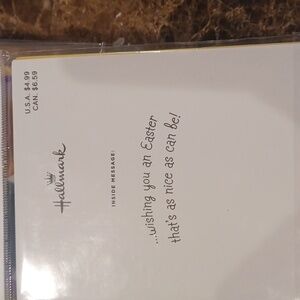 U.S.A. $4.99
CAN. $6.59
Hallmark
INSIDE MESSAGE:
...wishing you an Easter
that's as nice as can be!